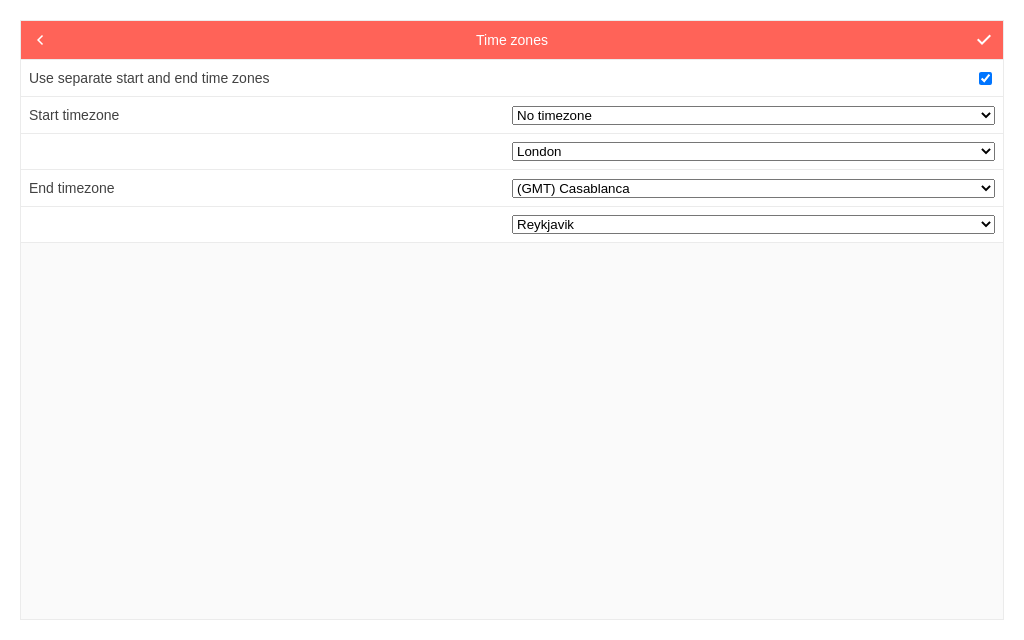 Time zones
Use separate start and end time zones
Start timezone
No timezone
London
End timezone
(GMT) Casablanca
Reykjavik